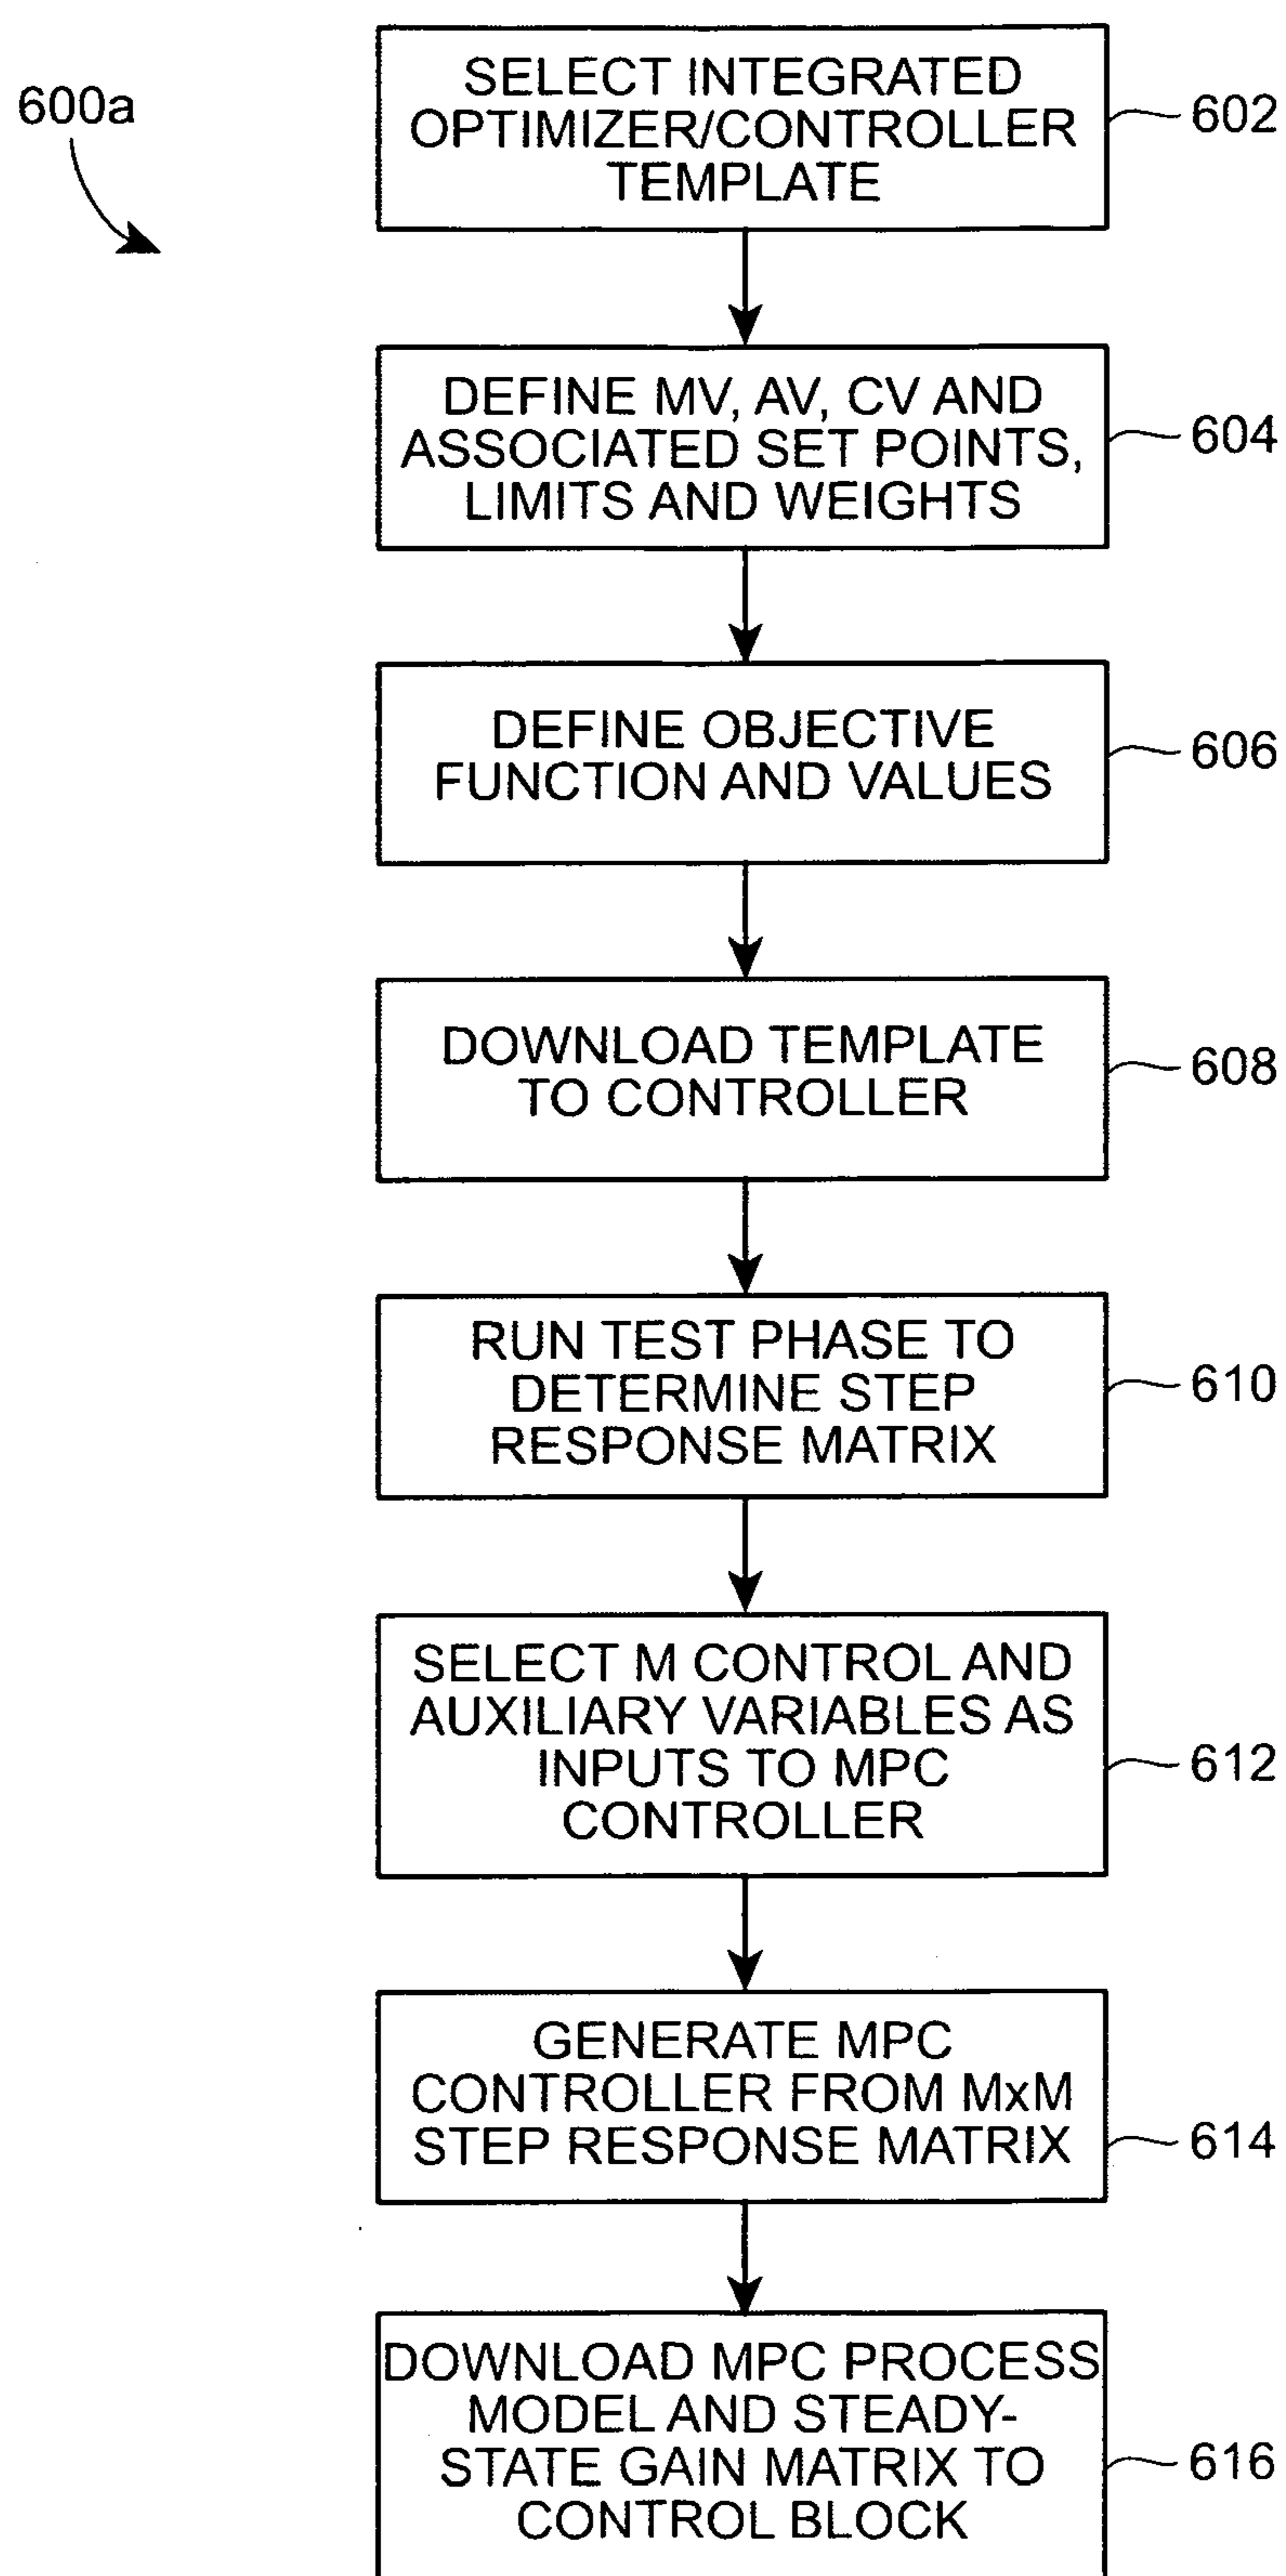 600a
SELECT INTEGRATED
OPTIMIZER/CONTROLLER
TEMPLATE
602
DEFINE MV, AV, CV AND
ASSOCIATED SET POINTS,
LIMITS AND WEIGHTS
604
DEFINE OBJECTIVE
FUNCTION AND VALUES
606
DOWNLOAD TEMPLATE
TO CONTROLLER
608
RUN TEST PHASE TO
DETERMINE STEP
RESPONSE MATRIX
610
SELECT M CONTROL AND
AUXILIARY VARIABLES AS
INPUTS TO MPC
CONTROLLER
612
GENERATE MPC
CONTROLLER FROM MxM
STEP RESPONSE MATRIX
614
DOWNLOAD MPC PROCESS
MODEL AND STEADY-
STATE GAIN MATRIX TO
CONTROL BLOCK
616